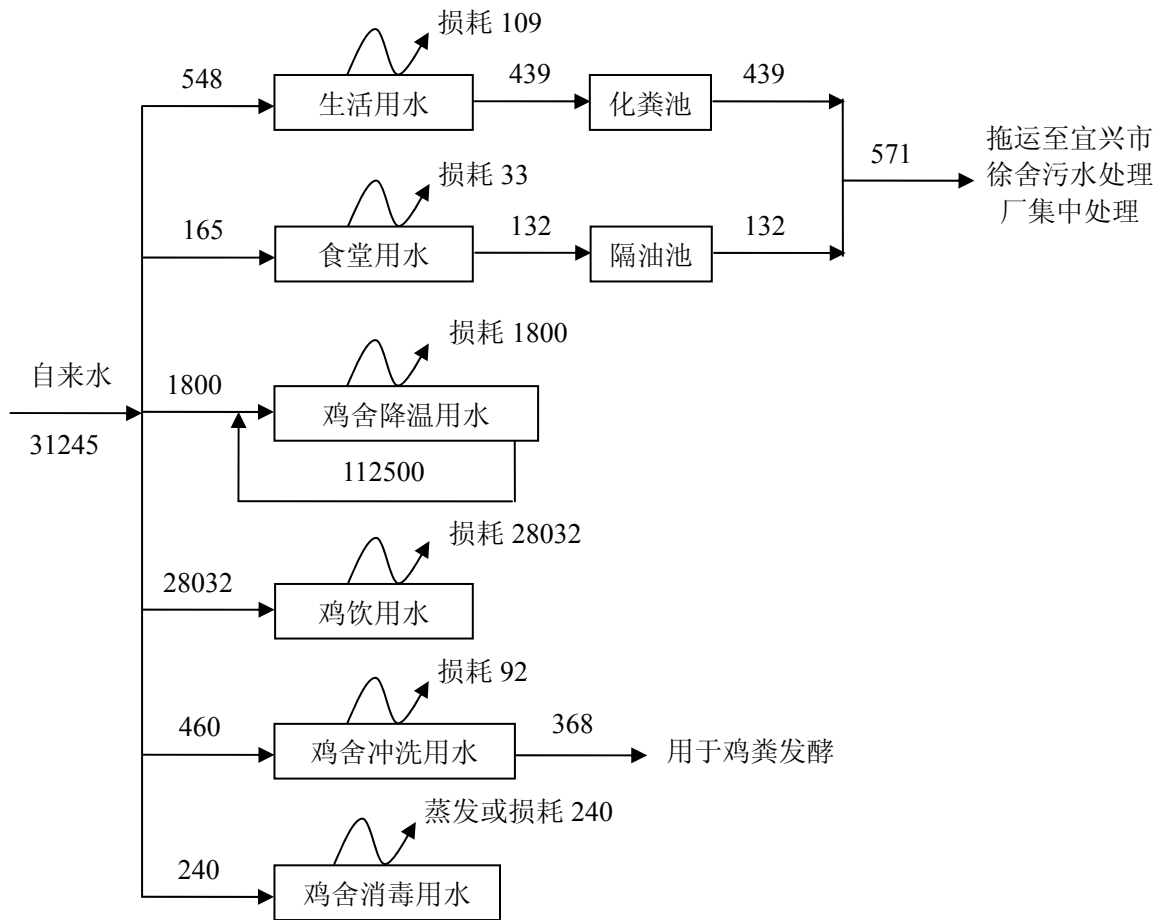 损耗 109
548
439
439
生活用水
化粪池
571
拖运至宜兴市
徐舍污水处理
厂集中处理
损耗 33
165
132
132
食堂用水
隔油池
损耗 1800
自来水
1800
31245
鸡舍降温用水
112500
损耗 28032
28032
鸡饮用水
损耗 92
460
368
鸡舍冲洗用水
用于鸡粪发酵
蒸发或损耗 240
240
鸡舍消毒用水